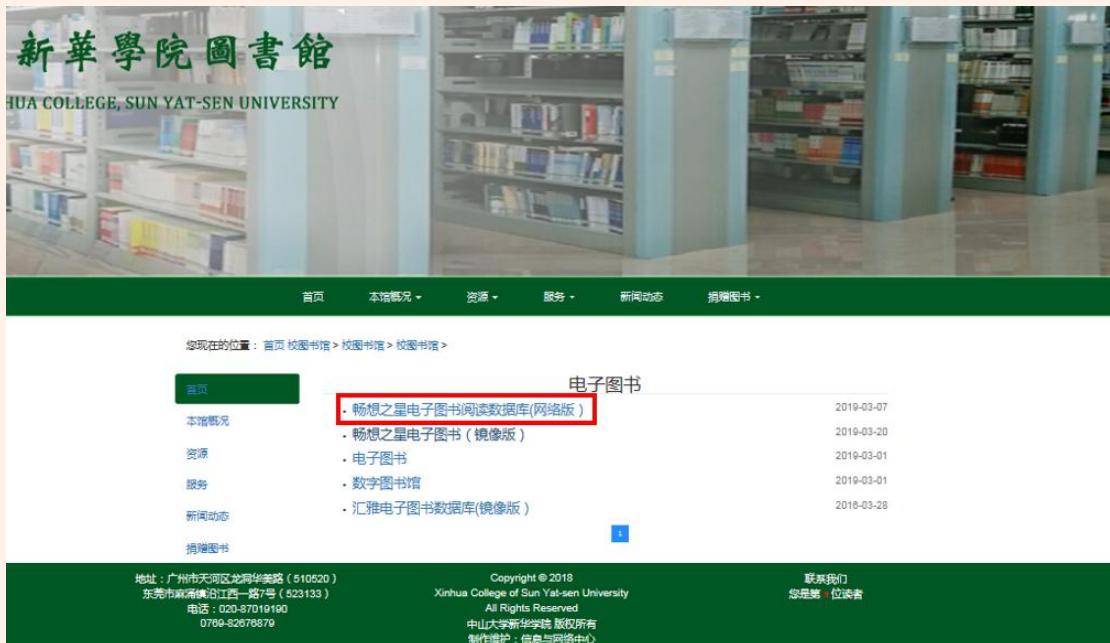 新華學院圖書館
HUA COLLEGE, SUN YAT-SEN UNIVERSITY
首页 本馆概况 资源 服务 新闻动态 捐赠图书
您现在的位置： 首页 校图书馆 > 校图书馆 > 校图书馆 >
首页
本馆概况
资源
服务
新闻动态
捐赠图书
电子图书
· 畅想之星电子图书阅读数据库(网络版） 2019-03-07
· 畅想之星电子图书（镜像版） 2019-03-20
· 电子图书 2019-03-01
· 数字图书馆 2019-03-01
· 汇雅电子图书数据库(镜像版） 2016-03-28
1
地址：广州市天河区龙洞华美路（510520）
东莞市麻涌镇沿江西一路7号（523133）
电话：020-87019190
0769-82676879
Copyright © 2018
Xinhua College of Sun Yat-sen University
All Rights Reserved
中山大学新华学院 版权所有
制作维护：信息与网络中心
联系我们
您是第 位读者